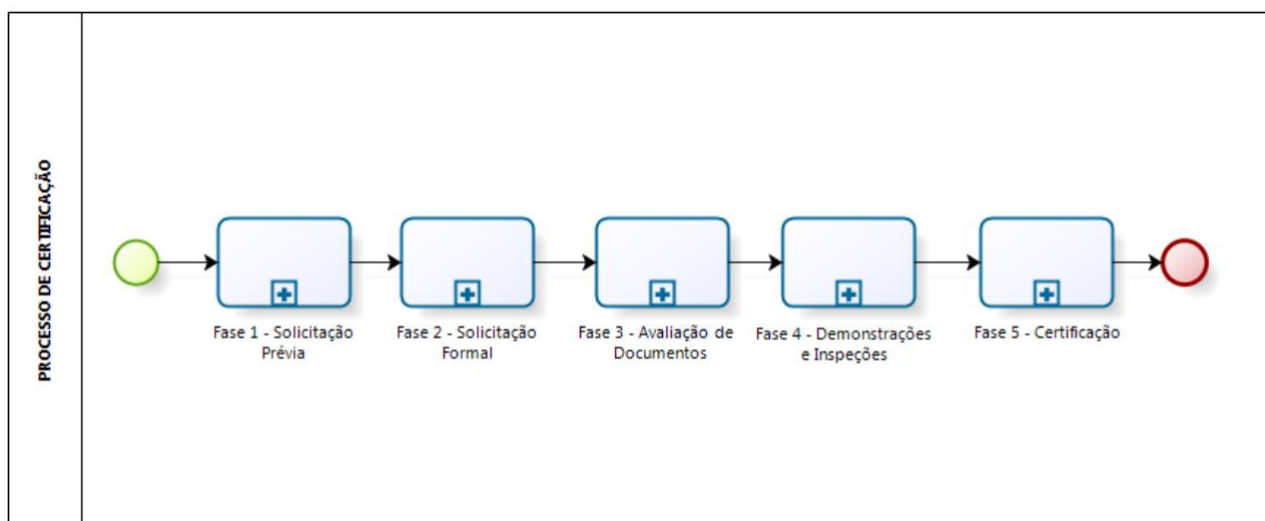 PROCESSO DE CERTIFICAÇÃO
Fase 1 - Solicitação
Prévia
Fase 2 - Solicitação
Formal
Fase 3 - Avaliação de
Documentos
Fase 4 - Demonstrações
e Inspeções
Fase 5 - Certificação